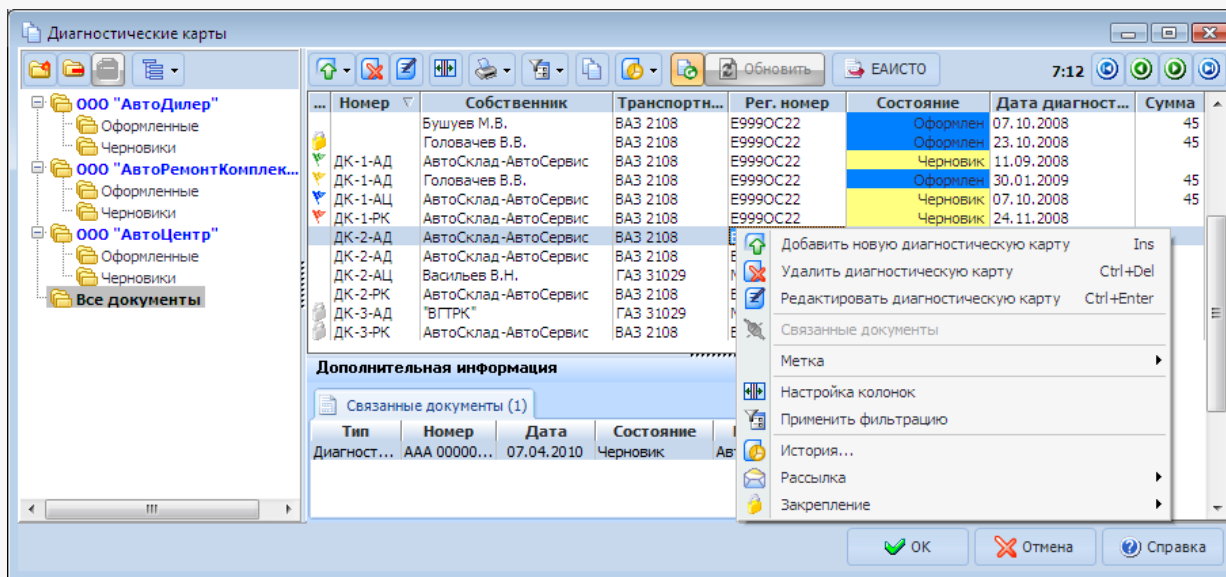 Диагностические карты
Обновить ЕАИСТО 7:12
ООО "АвтоДилер"
Оформленные
Черновики
ООО "АвтоРемонтКомплек...
Оформленные
Черновики
ООО "АвтоЦентр"
Оформленные
Черновики
Все документы
... Номер Собственник Транспортн... Рег. номер Состояние Дата диагност... Сумма
Бушуев М.В. ВАЗ 2108 Е999ОС22 Оформлен 07.10.2008 45
Головачев В.В. ВАЗ 2108 Е999ОС22 Оформлен 23.10.2008 45
ДК-1-АД АвтоСклад-АвтоСервис ВАЗ 2108 Е999ОС22 Черновик 11.09.2008
ДК-1-АД Головачев В.В. ВАЗ 2108 Е999ОС22 Оформлен 30.01.2009 45
ДК-1-АЦ АвтоСклад-АвтоСервис ВАЗ 2108 Е999ОС22 Черновик 07.10.2008 45
ДК-1-РК АвтоСклад-АвтоСервис ВАЗ 2108 Е999ОС22 Черновик 24.11.2008
ДК-2-АД АвтоСклад-АвтоСервис ВАЗ 2108
ДК-2-АД АвтоСклад-АвтоСервис ВАЗ 2108
ДК-2-АЦ Васильев В.Н. ГАЗ 31029
ДК-2-РК АвтоСклад-АвтоСервис ВАЗ 2108
ДК-3-АД "ВГТРК" ГАЗ 31029
ДК-3-РК АвтоСклад-АвтоСервис ВАЗ 2108
Добавить новую диагностическую карту Ins
Удалить диагностическую карту Ctrl+Del
Редактировать диагностическую карту Ctrl+Enter
Связанные документы
Метка
Настройка колонок
Применить фильтрацию
История...
Рассылка
Закрепление
Дополнительная информация
Связанные документы (1)
Тип Номер Дата Состояние
Диагност... ААА 00000... 07.04.2010 Черновик Ав
ОК Отмена Справка